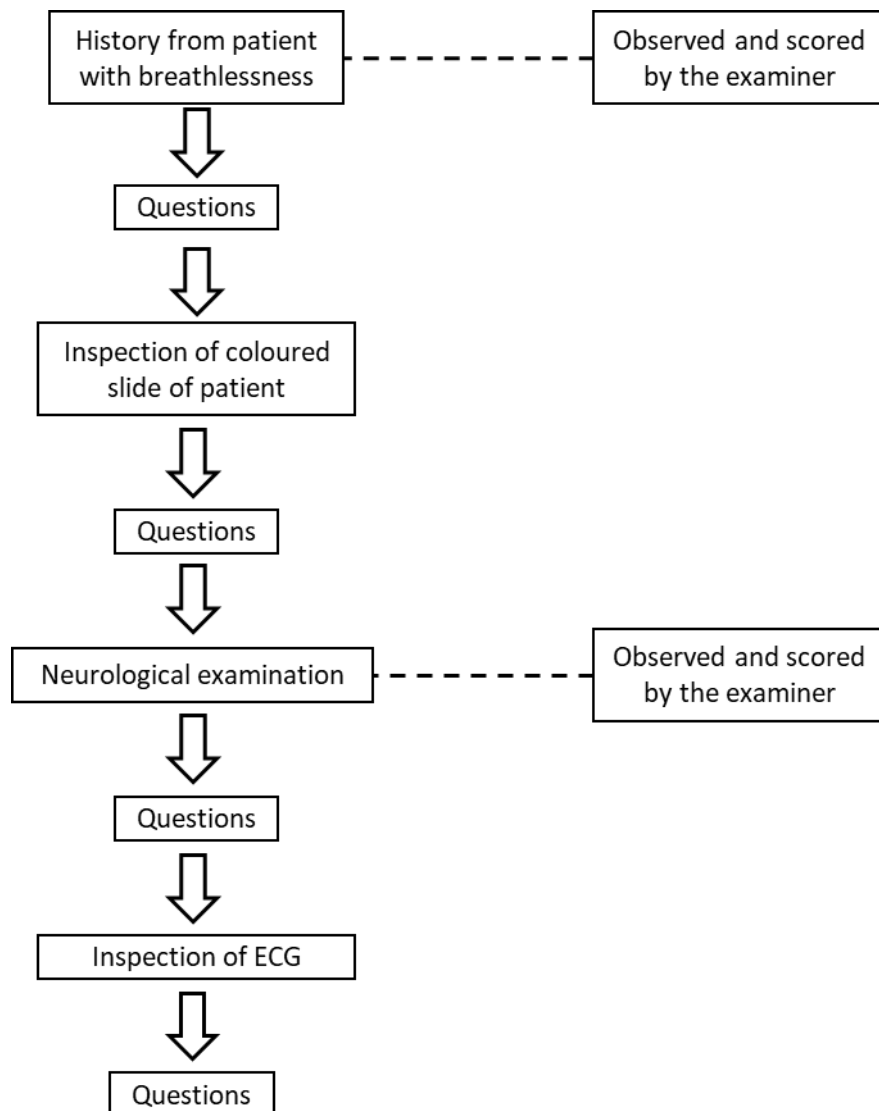 History from patient
with breathlessness
Observed and scored
by the examiner
Questions
Inspection of coloured
slide of patient
Questions
Neurological examination
Observed and scored
by the examiner
Questions
Inspection of ECG
Questions